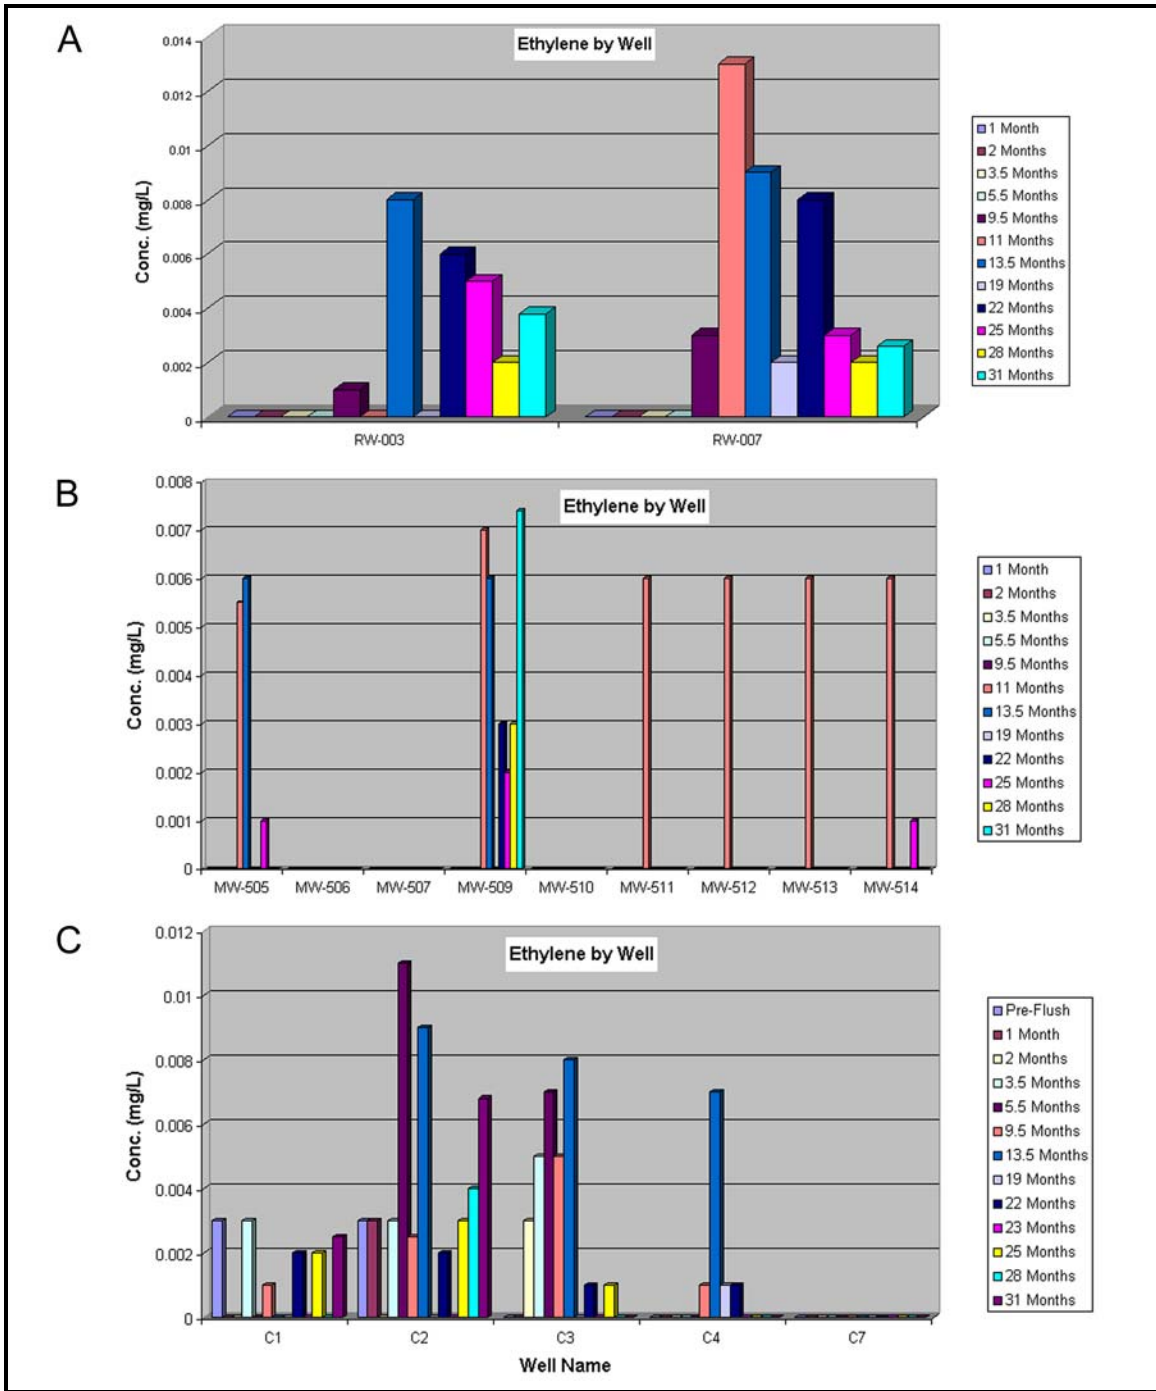 A
Ethylene by Well
0.014
0.012
0.01
0.008
0.006
0.004
0.002
0
Conc. (mg/L)
RW-003 RW-007
1 Month
2 Months
3.5 Months
5.5 Months
9.5 Months
11 Months
13.5 Months
19 Months
22 Months
25 Months
28 Months
31 Months
B
Ethylene by Well
0.008
0.007
0.006
0.005
0.004
0.003
0.002
0.001
0
Conc. (mg/L)
MW-505 MW-506 MW-507 MW-509 MW-510 MW-511 MW-512 MW-513 MW-514
1 Month
2 Months
3.5 Months
5.5 Months
9.5 Months
11 Months
13.5 Months
19 Months
22 Months
25 Months
28 Months
31 Months
C
Ethylene by Well
0.012
0.01
0.008
0.006
0.004
0.002
0
Conc. (mg/L)
C1 C2 C3 C4 C7
Well Name
Pre-Flush
1 Month
2 Months
3.5 Months
5.5 Months
9.5 Months
13.5 Months
19 Months
22 Months
23 Months
25 Months
28 Months
31 Months